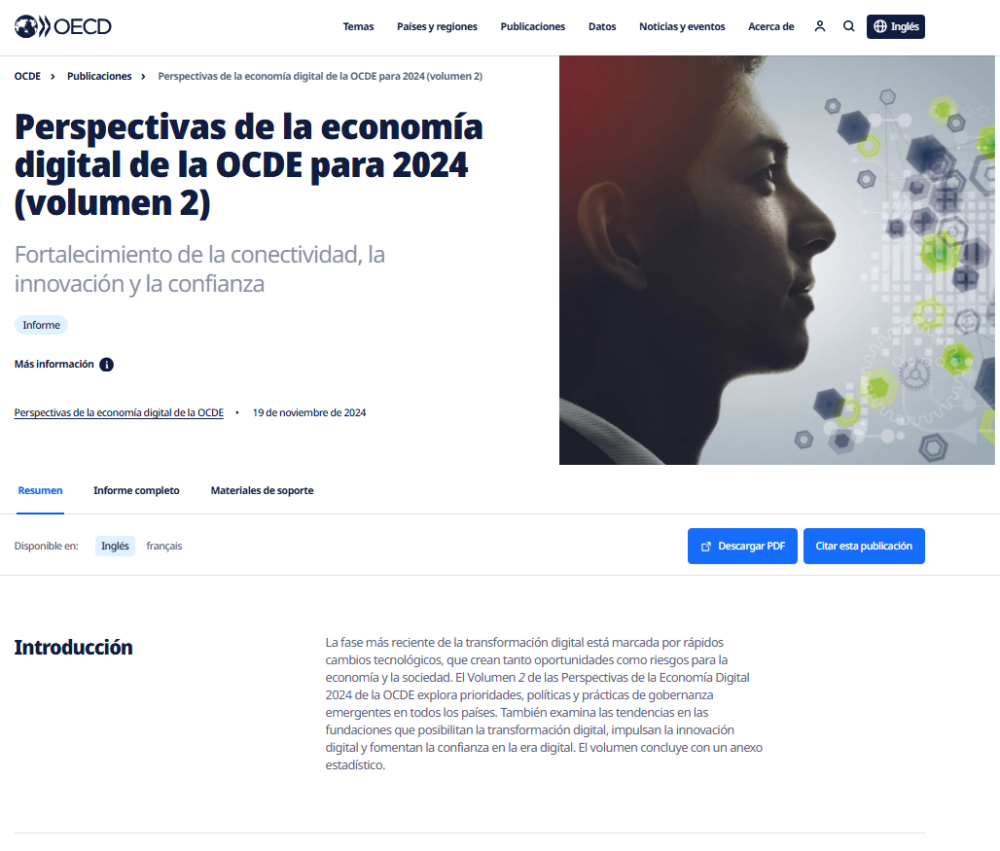 OECD
Temas
Países y regiones
Publicaciones
Datos
Noticias y eventos
Acerca de
Inglés
OCDE › Publicaciones › Perspectivas de la economía digital de la OCDE para 2024 (volumen 2)
Perspectivas de la economía
digital de la OCDE para 2024
(volumen 2)
Fortalecimiento de la conectividad, la
innovación y la confianza
Informe
Más información
Perspectivas de la economía digital de la OCDE • 19 de noviembre de 2024
Resumen
Informe completo
Materiales de soporte
Disponible en: Inglés français
Descargar PDF
Citar esta publicación
Introducción
La fase más reciente de la transformación digital está marcada por rápidos
cambios tecnológicos, que crean tanto oportunidades como riesgos para la
economía y la sociedad. El Volumen 2 de las Perspectivas de la Economía Digital
2024 de la OCDE explora prioridades, políticas y prácticas de gobernanza
emergentes en todos los países. También examina las tendencias en las
fundaciones que posibilitan la transformación digital, impulsan la innovación
digital y fomentan la confianza en la era digital. El volumen concluye con un anexo
estadístico.